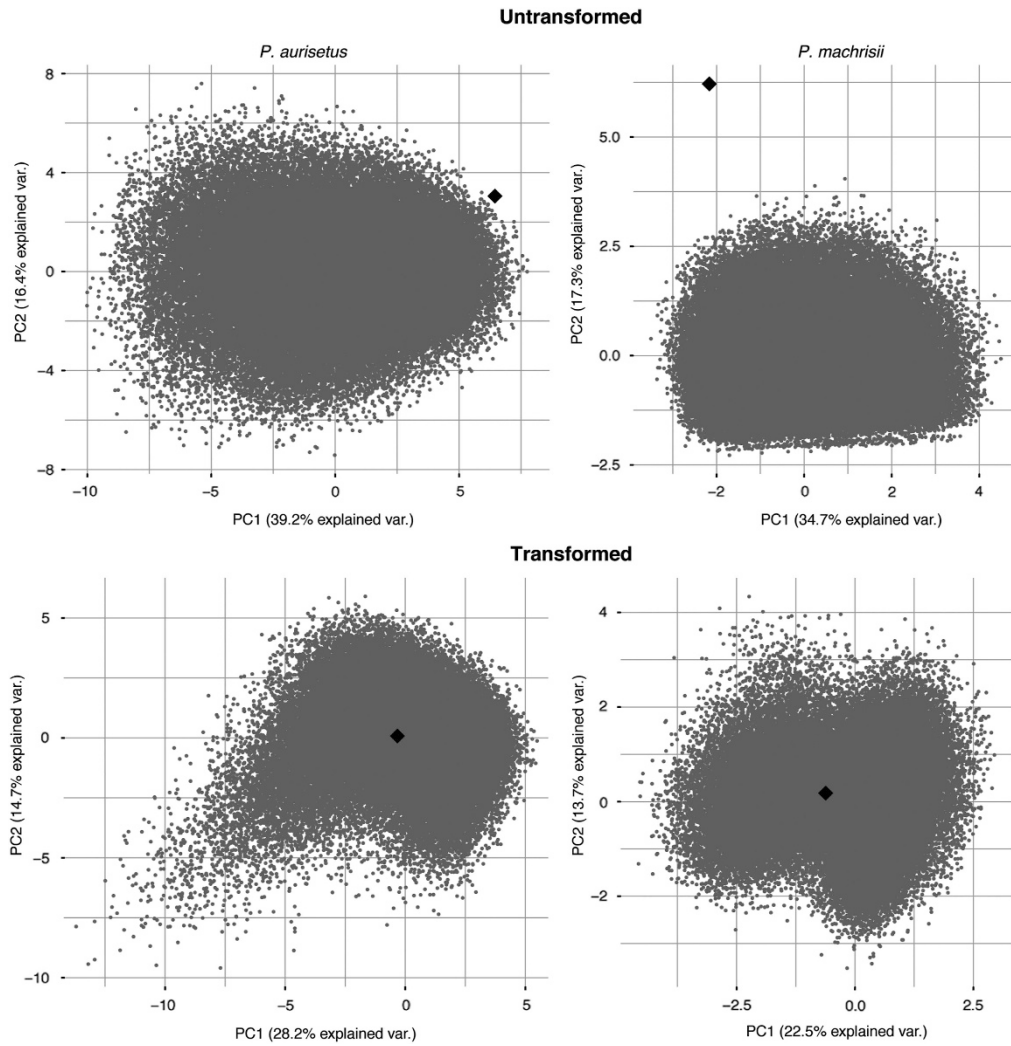 Untransformed
P. aurisetus
P. machrisii
8
4
0
−4
−8
PC2 (16.4% explained var.)
−10
−5
0
5
PC1 (39.2% explained var.)
5.0
2.5
0.0
−2.5
PC2 (17.3% explained var.)
−2
0
2
4
PC1 (34.7% explained var.)
Transformed
5
0
−5
−10
PC2 (14.7% explained var.)
−10
−5
0
5
PC1 (28.2% explained var.)
4
2
0
−2
PC2 (13.7% explained var.)
−2.5
0.0
2.5
PC1 (22.5% explained var.)